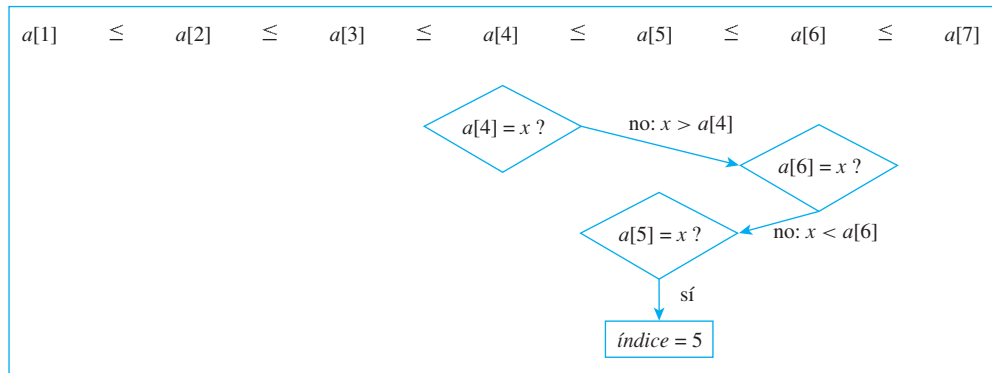 a[1] ≤ a[2] ≤ a[3] ≤ a[4] ≤ a[5] ≤ a[6] ≤ a[7]
a[4] = x ?
no: x > a[4]
a[6] = x ?
no: x < a[6]
a[5] = x ?
sí
índice = 5